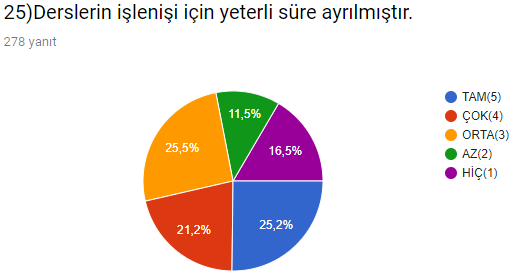 25)Derslerin işlenişi için yeterli süre ayrılmıştır.
278 yanıt
11,5%
16,5%
25,5%
21,2%
25,2%
TAM(5)
ÇOK(4)
ORTA(3)
AZ(2)
HİÇ(1)